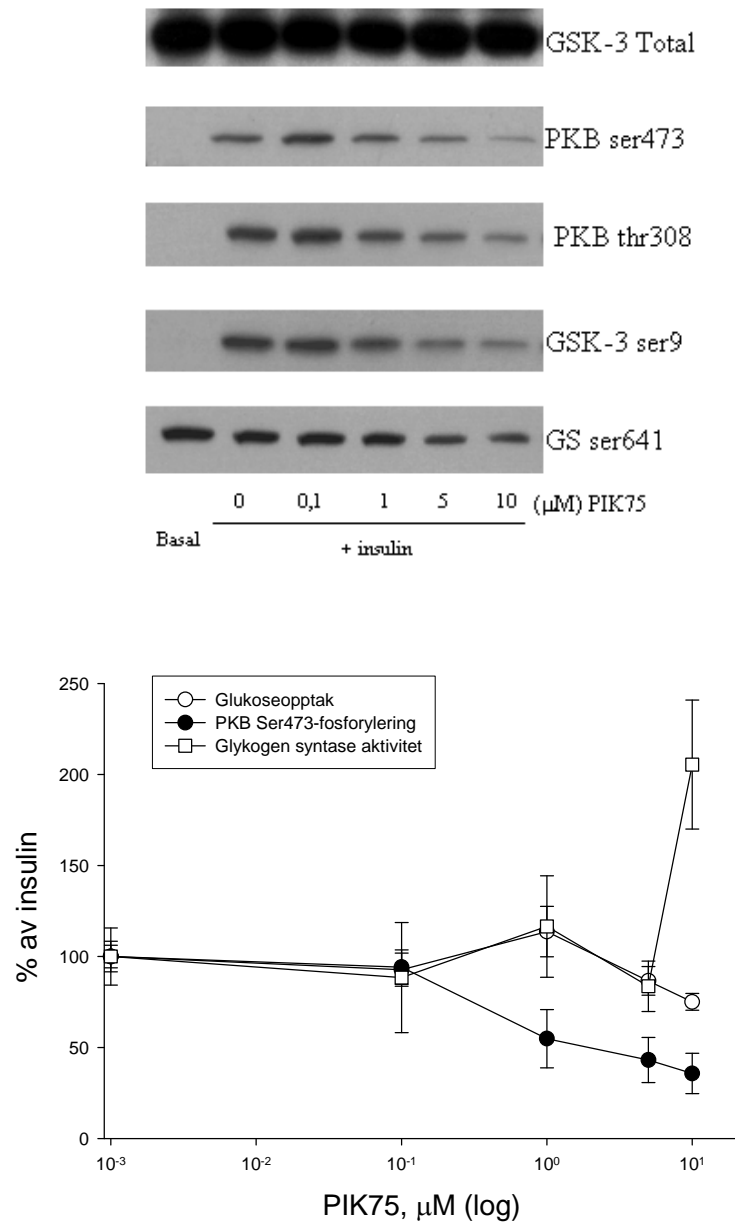 GSK-3 Total
PKB ser473
PKB thr308
GSK-3 ser9
GS ser641
0 0,1 1 5 10 (µM) PIK75
Basal
+ insulin
250
200
150
100
50
0
% av insulin
Glukoseopptak
PKB Ser473-fosforylering
Glykogen syntase aktivitet
10⁻³ 10⁻² 10⁻¹ 10⁰ 10¹
PIK75, µM (log)